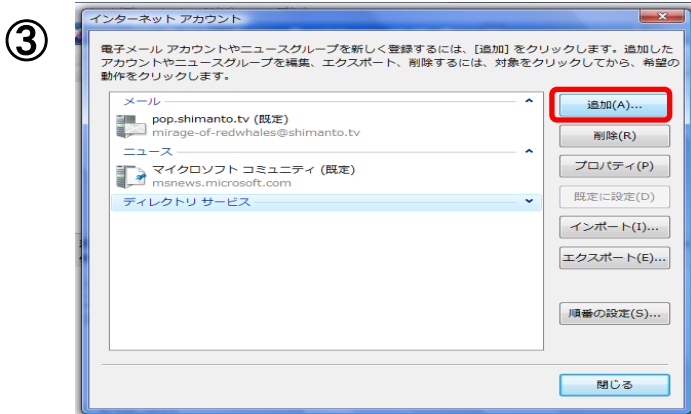 ③
インターネット アカウント
電子メール アカウントやニュースグループを新しく登録するには、[追加] をクリックします。追加した
アカウントやニュースグループを編集、エクスポート、削除するには、対象をクリックしてから、希望の
動作をクリックします。
メール
pop.shimanto.tv (既定)
mirage-of-redwhales@shimanto.tv
ニュース
マイクロソフト コミュニティ (既定)
msnews.microsoft.com
ディレクトリ サービス
追加(A)...
削除(R)
プロパティ(P)
既定に設定(D)
インポート(I)...
エクスポート(E)...
順番の設定(S)...
閉じる